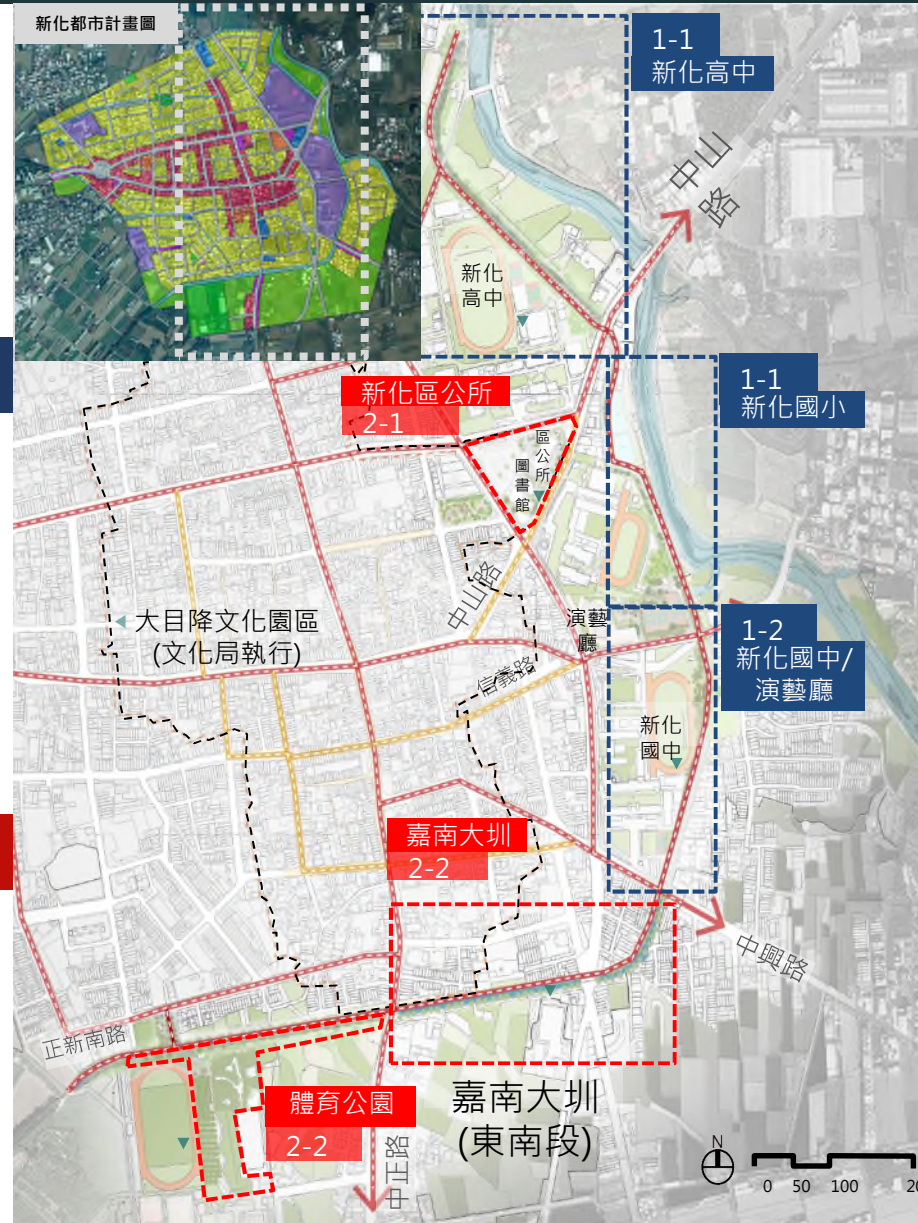 新化都市計畫圖
1-1
新化高中
中山
路
新化
高中
新化區公所
2-1
1-1
新化國小
區公所
圖書館
中山路
大目降文化園區
(文化局執行)
演藝
廳
信義路
1-2
新化國中/
演藝廳
新化
國中
嘉南大圳
2-2
中興路
正新南路
體育公園
2-2
嘉南大圳
(東南段)
中正路
N
0 50 100 20